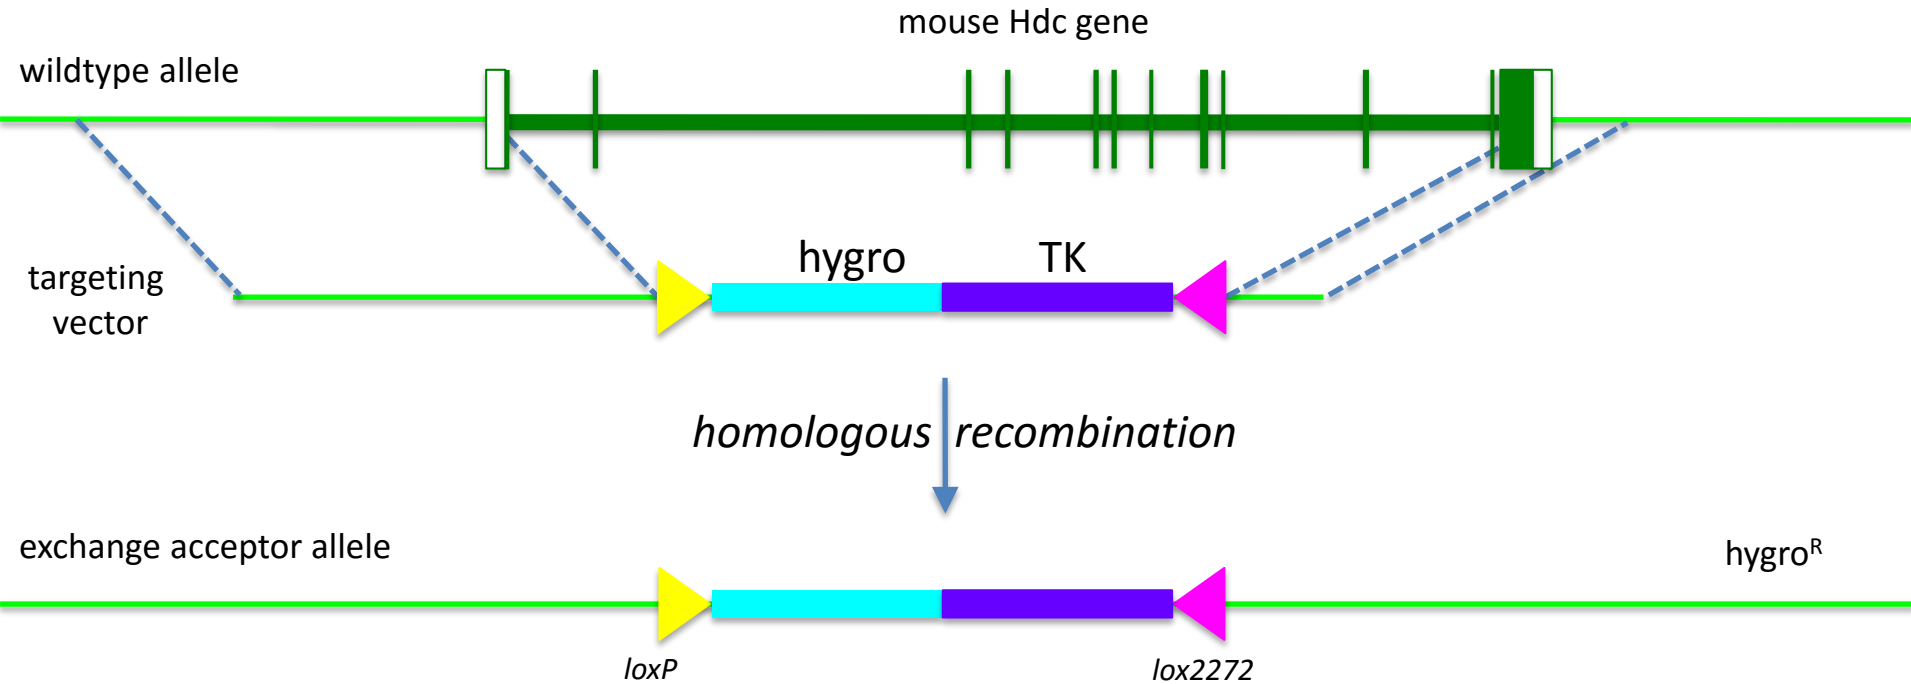 mouse Hdc gene
wildtype allele
hygro
TK
targeting
vector
homologous recombination
exchange acceptor allele
hygroᴿ
loxP
lox2272